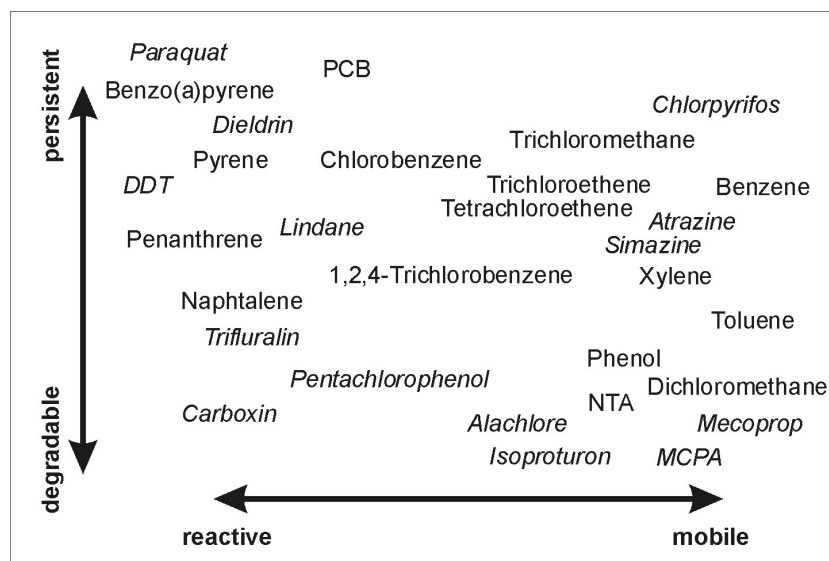 Paraquat
PCB
persistent
Benzo(a)pyrene
Chlorpyrifos
Dieldrin
Trichloromethane
Pyrene
Chlorobenzene
DDT
Trichloroethene
Benzene
Tetrachloroethene
Atrazine
Lindane
Penanthrene
Simazine
1,2,4-Trichlorobenzene
Xylene
Naphtalene
Toluene
Trifluralin
Phenol
Pentachlorophenol
Dichloromethane
NTA
degradable
Carboxin
Alachlore
Mecoprop
Isoproturon
MCPA
reactive
mobile